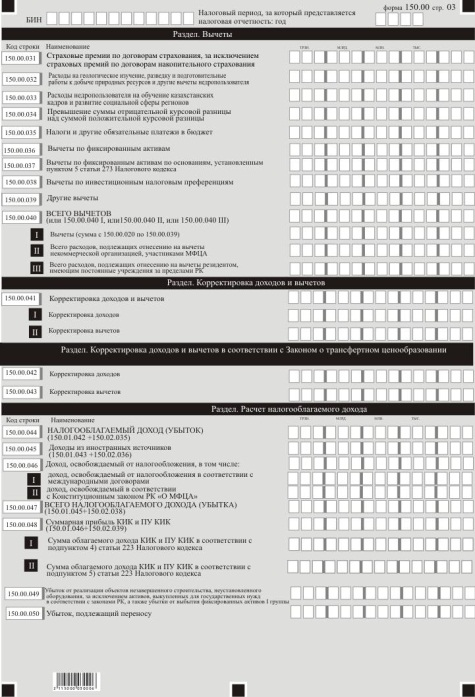 форма 150.00 стр. 03
БИН
Налоговый период, за который представляется
налоговая отчетность: год
Раздел. Вычеты
Код строки Наименование
150.00.031 Страховые премии по договорам страхования, за исключением
страховых премий по договорам накопительного страхования
150.00.032 Расходы на геологическое изучение, разведку и подготовительные
работы к добыче природных ресурсов и другие вычеты недропользователя
150.00.033 Расходы недропользователя на обучение казахстанских
кадров и развитие социальной сферы регионов
150.00.034 Превышение суммы отрицательной курсовой разницы
над суммой положительной курсовой разницы
150.00.035 Налоги и другие обязательные платежи в бюджет
150.00.036 Вычеты по фиксированным активам
150.00.037 Вычеты по фиксированным активам по основаниям, установленным
пунктом 5 статьи 273 Налогового кодекса
150.00.038 Вычеты по инвестиционным налоговым преференциям
150.00.039 Другие вычеты
150.00.040 ВСЕГО ВЫЧЕТОВ
(или 150.00.040 I, или150.00.040 II, или 150.00.040 III)
I Вычеты (сумма с 150.00.020 по 150.00.039)
II Всего расходов, подлежащих отнесению на вычеты
некоммерческой организацией, участниками МФЦА
III Всего расходов, подлежащих отнесению на вычеты резидентом,
имеющим постоянные учреждения за пределами РК
Раздел. Корректировка доходов и вычетов
150.00.041 Корректировка доходов и вычетов
I Корректировка доходов
II Корректировка вычетов
Раздел. Корректировка доходов и вычетов в соответствии с Законом о трансфертном ценообразовании
150.00.042 Корректировка доходов
150.00.043 Корректировка вычетов
Раздел. Расчет налогооблагаемого дохода
Код строки Наименование
150.00.044 НАЛОГООБЛАГАЕМЫЙ ДОХОД (УБЫТОК)
(150.01.042 +150.02.035)
150.00.045 Доходы из иностранных источников
(150.01.043 +150.02.036)
150.00.046 Доход, освобождаемый от налогообложения, в том числе:
I доход, освобождаемый от налогообложения в соответствии с
международными договорами
II доход, освобождаемый в соответствии
с Конституционным законом РК «О МФЦА»
150.00.047 ВСЕГО НАЛОГООБЛАГАЕМОГО ДОХОДА (УБЫТКА)
(150.01.045+150.02.038)
150.00.048 Суммарная прибыль КИК и ПУ КИК
(150.01.046+150.02.039)
I Сумма облагаемого дохода КИК и ПУ КИК в соответствии с
подпунктом 4) статьи 223 Налогового кодекса
II Сумма облагаемого дохода КИК и ПУ КИК в соответствии с
подпунктом 5) статьи 223 Налогового кодекса
150.00.049 Убыток от реализации объектов незавершенного строительства, неустановленного
оборудования, за исключением активов, выкупленных для государственных нужд
в соответствии с законами РК, а также убыток от выбытия фиксированных активов I группы
150.00.050 Убыток, подлежащий переносу